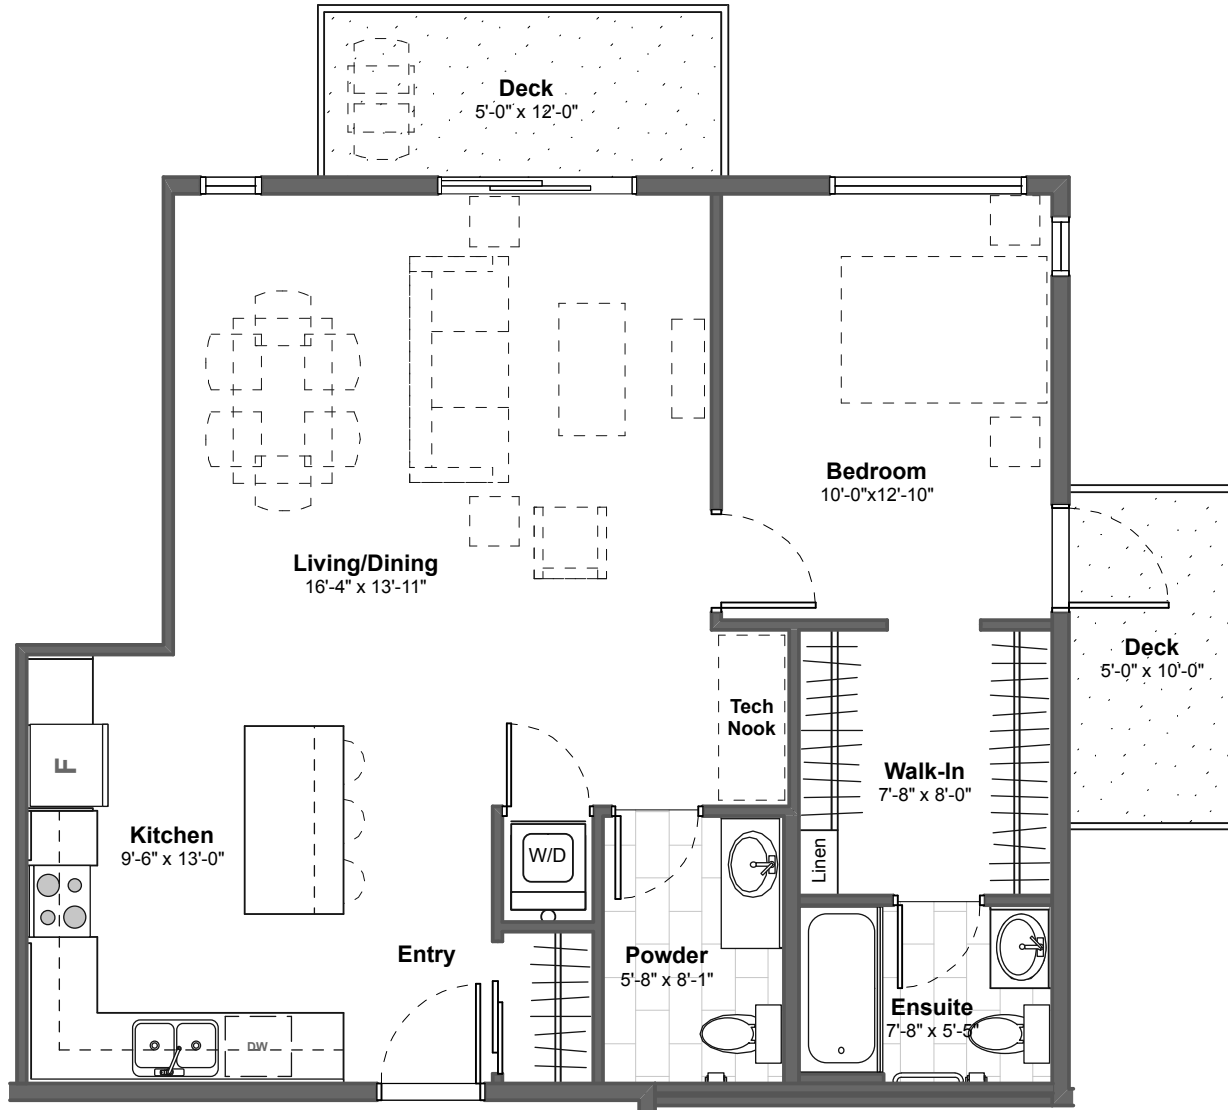 Deck
5'-0" x 12'-0"
Bedroom
10'-0"x12'-10"
Living/Dining
16'-4" x 13'-11"
Deck
5'-0" x 10'-0"
Tech
Nook
F
Walk-In
7'-8" x 8'-0"
Kitchen
9'-6" x 13'-0"
W/D
Linen
Entry
Powder
5'-8" x 8'-1"
Ensuite
7'-8" x 5'-5"
DW